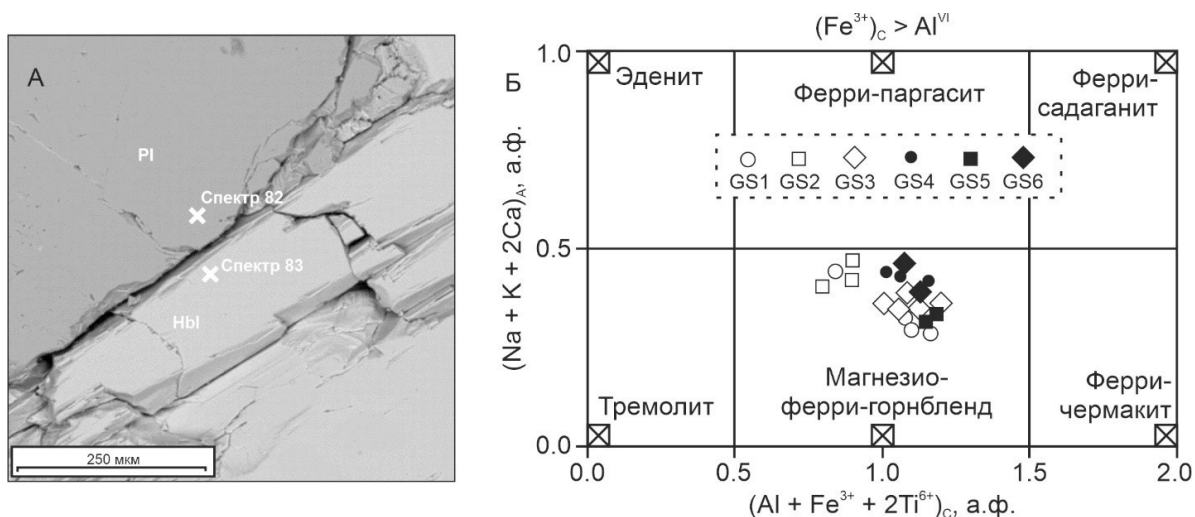 А
Pl
Спектр 82
Спектр 83
Hbl
250 мкм
Б
(Fe³⁺)C > AlVI
1.0
Эденит
Ферри-паргасит
Ферри-
садаганит
GS1 GS2 GS3 GS4 GS5 GS6
(Na + K + 2Ca)A, а.ф.
0.5
Тремолит
Магнезио-
ферри-горнбленд
Ферри-
чермакит
0.0
0.0 0.5 1.0 1.5 2.0
(Al + Fe³⁺ + 2Ti⁶⁺)C, а.ф.